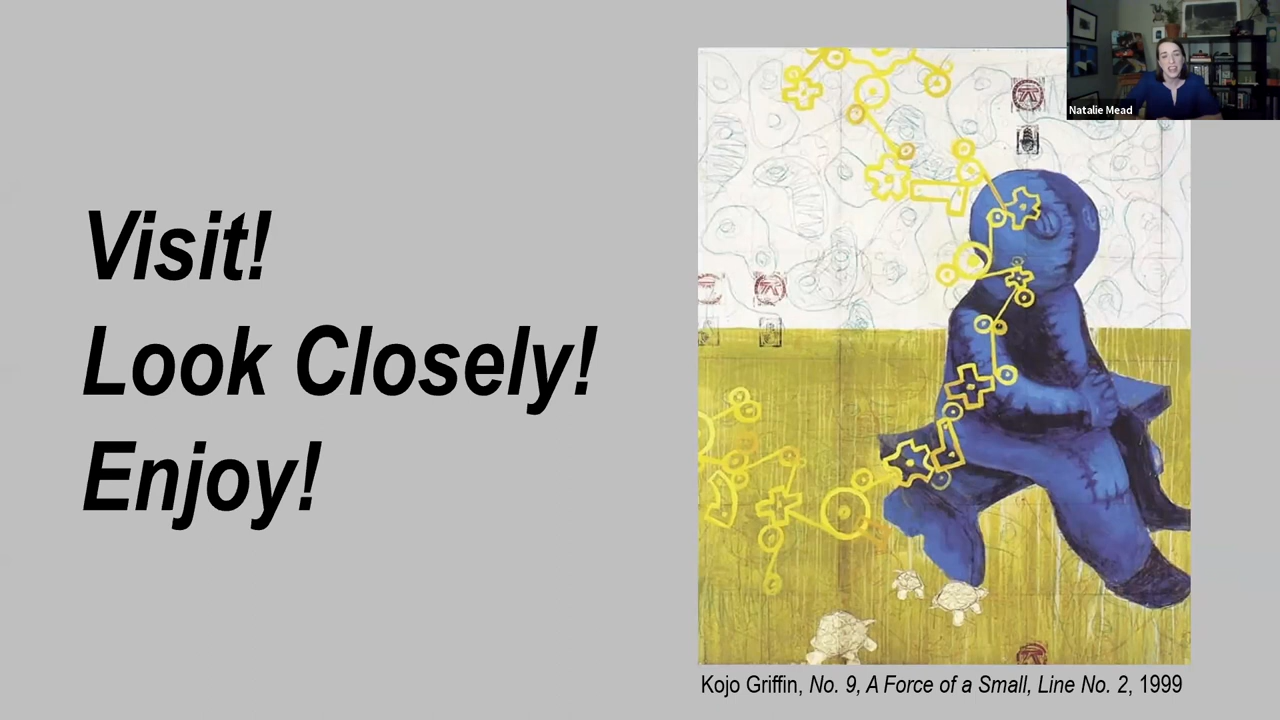 Natalie Mead
Visit!
Look Closely!
Enjoy!
Kojo Griffin, No. 9, A Force of a Small, Line No. 2, 1999